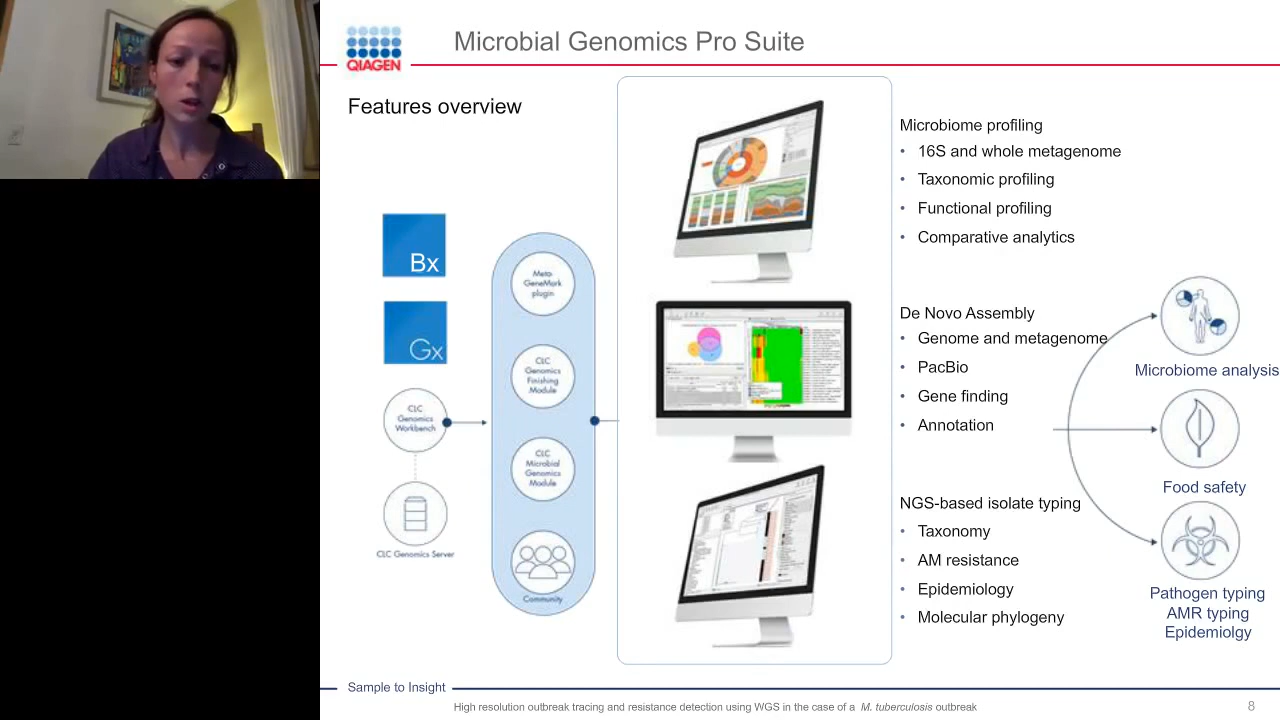 QIAGEN
Microbial Genomics Pro Suite
Features overview
Bx
Gx
CLC
Genomics
Workbench
CLC Genomics Server
Meta
GeneMark
plugin
CLC
Genomics
Finishing
Module
CLC
Microbial
Genomics
Module
Community
Microbiome profiling
• 16S and whole metagenome
• Taxonomic profiling
• Functional profiling
• Comparative analytics
De Novo Assembly
• Genome and metagenome
• PacBio
• Gene finding
• Annotation
NGS-based isolate typing
• Taxonomy
• AM resistance
• Epidemiology
• Molecular phylogeny
Microbiome analysis
Food safety
Pathogen typing
AMR typing
Epidemiolgy
Sample to Insight
High resolution outbreak tracing and resistance detection using WGS in the case of a M. tuberculosis outbreak
8